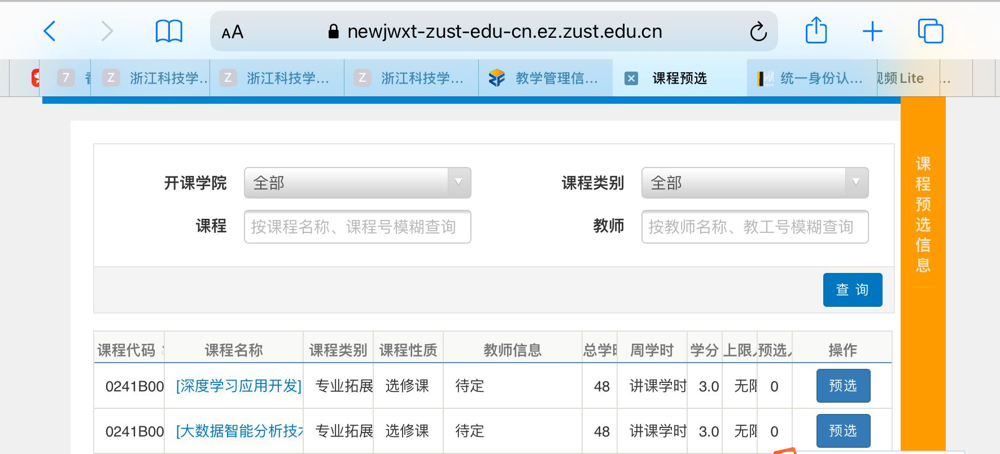 AA newjwxt-zust-edu-cn.ez.zust.edu.cn
7 Z 浙江科技学.. Z 浙江科技学... Z 浙江科技学... 教学管理信... 课程预选 统一身份认... 频 Lite ...
开课学院 全部 课程类别 全部
课程 按课程名称、课程号模糊查询 教师 按教师名称、教工号模糊查询
查 询
课程预选信息
课程代码 课程名称 课程类别 课程性质 教师信息 总学 周学时 学分 上限 预选 操作
0241B00 [深度学习应用开发] 专业拓展 选修课 待定 48 讲课学时 3.0 无限 0 预选
0241B00 [大数据智能分析技术 专业拓展 选修课 待定 48 讲课学时 3.0 无限 0 预选